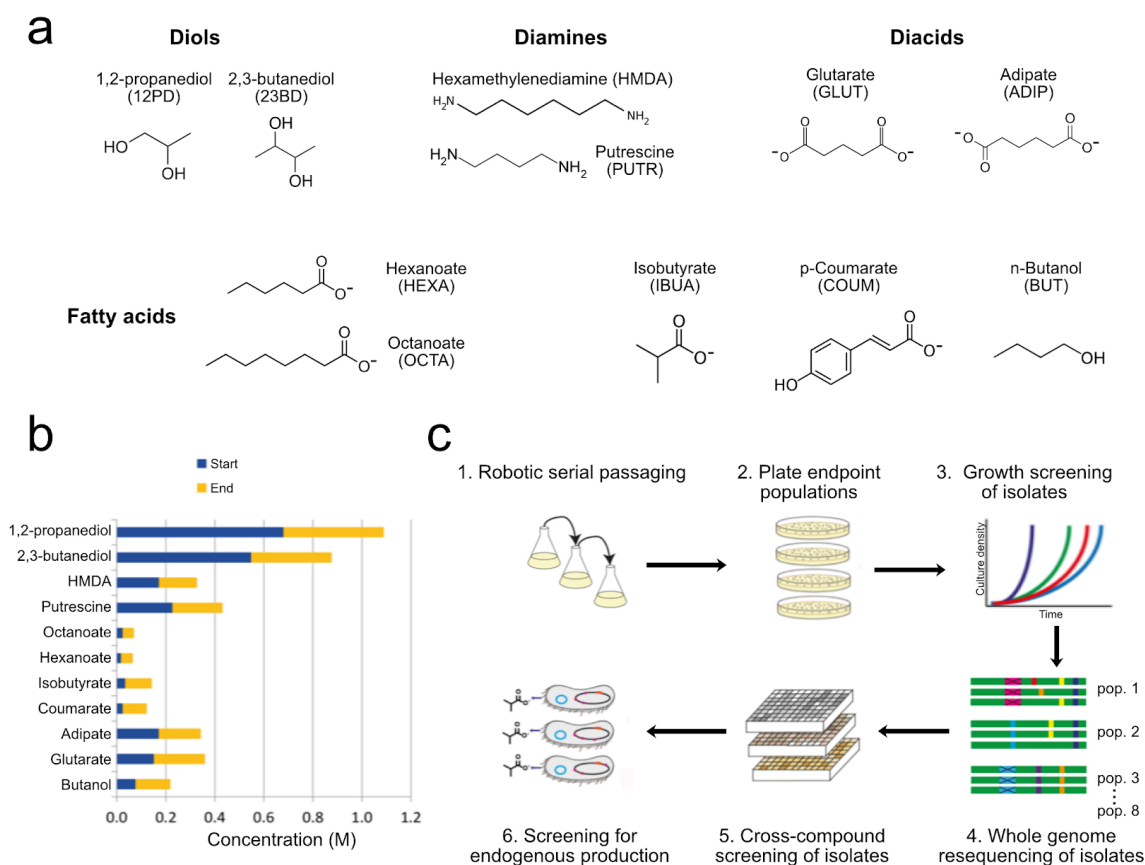 a
Diols
Diamines
Diacids
1,2-propanediol
(12PD)
2,3-butanediol
(23BD)
Hexamethylenediamine (HMDA)
Glutarate
(GLUT)
Adipate
(ADIP)
HO
OH
OH
OH
H₂N
NH₂
H₂N
NH₂
Putrescine
(PUTR)
O
O
⁻O
O⁻
⁻O
O
O
O⁻
Fatty acids
O
O⁻
Hexanoate
(HEXA)
O
O⁻
Octanoate
(OCTA)
Isobutyrate
(IBUA)
O
O⁻
p-Coumarate
(COUM)
O
O⁻
HO
n-Butanol
(BUT)
OH
b
Start
End
1,2-propanediol
2,3-butanediol
HMDA
Putrescine
Octanoate
Hexanoate
Isobutyrate
Coumarate
Adipate
Glutarate
Butanol
0.0 0.2 0.4 0.6 0.8 1.0 1.2
Concentration (M)
c
1. Robotic serial passaging
2. Plate endpoint
populations
3. Growth screening
of isolates
Culture density
Time
pop. 1
pop. 2
pop. 3
pop. 8
4. Whole genome
resequencing of isolates
5. Cross-compound
screening of isolates
6. Screening for
endogenous production